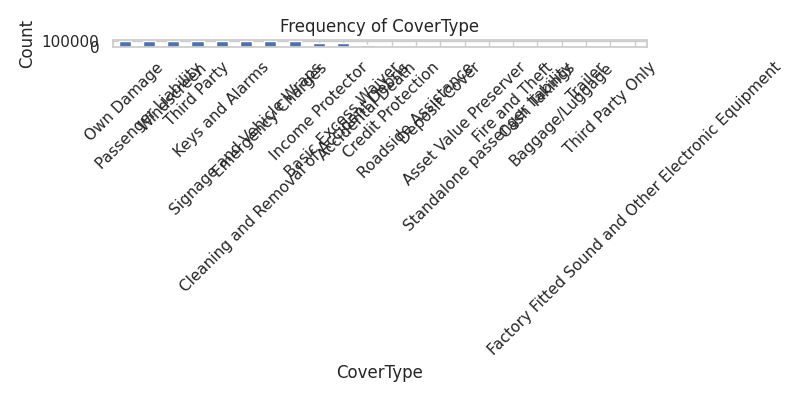 Frequency of CoverType
Count
100000
0
Own Damage
Passenger Liability
Windscreen
Third Party
Keys and Alarms
Signage and Vehicle Wraps
Emergency Charges
Income Protector
Cleaning and Removal of Accident Debris
Basic Excess Waiver
Accidental Death
Credit Protection
Roadside Assistance
Deposit Cover
Asset Value Preserver
Fire and Theft
Standalone passenger liability
Cash Takings
Trailer
Baggage/Luggage
Third Party Only
Factory Fitted Sound and Other Electronic Equipment
CoverType